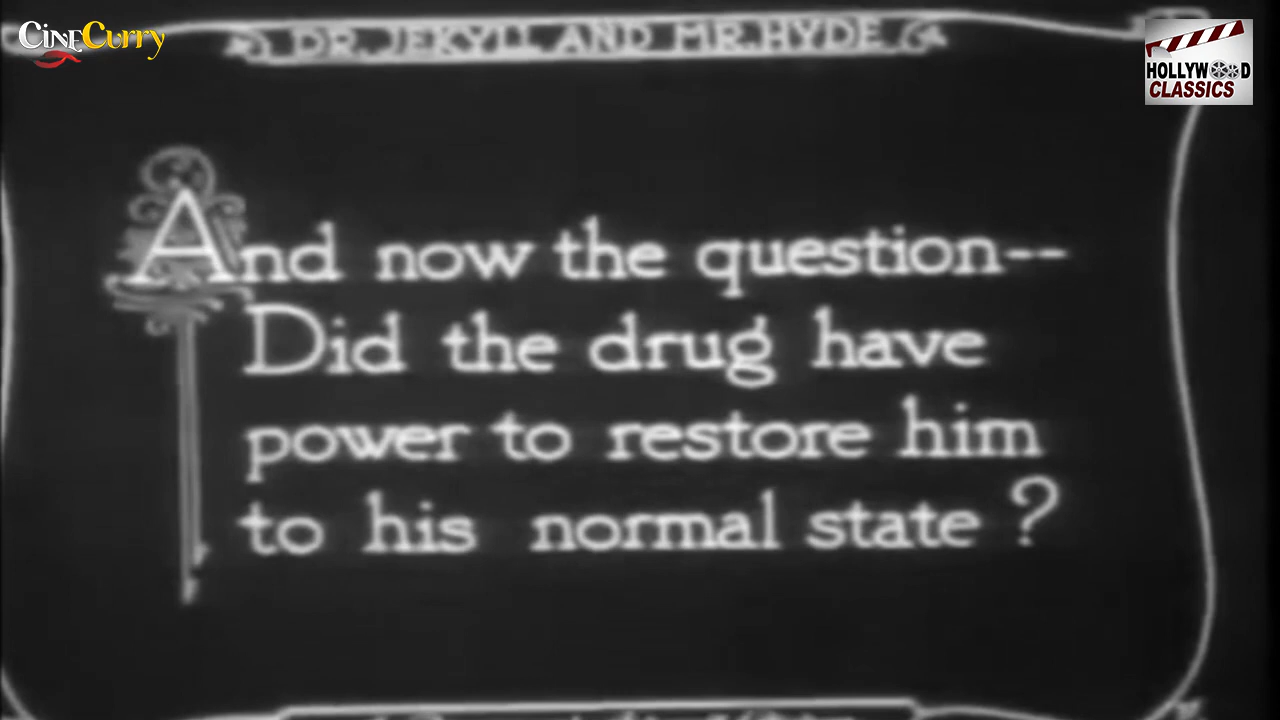 CINECURRY
DR. JEKYLL AND MR. HYDE
HOLLYWOOD
CLASSICS
And now the question--
Did the drug have
power to restore him
to his normal state ?